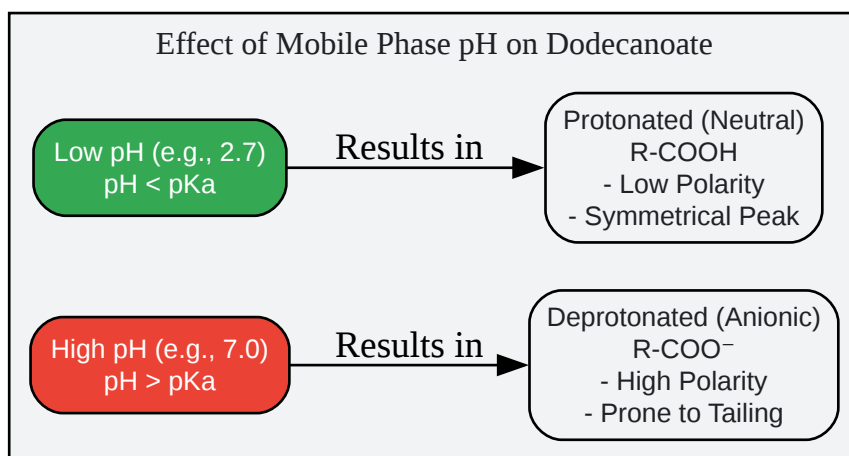 Effect of Mobile Phase pH on Dodecanoate
Low pH (e.g., 2.7)
pH < pKa
Results in
Protonated (Neutral)
R-COOH
- Low Polarity
- Symmetrical Peak
High pH (e.g., 7.0)
pH > pKa
Results in
Deprotonated (Anionic)
R-COO⁻
- High Polarity
- Prone to Tailing